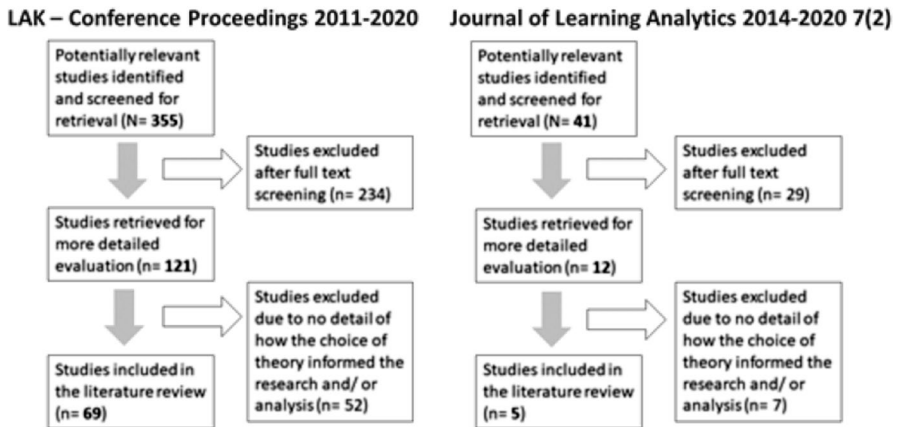 LAK – Conference Proceedings 2011-2020
Potentially relevant
studies identified
and screened for
retrieval (N= 355)
Studies excluded
after full text
screening (n= 234)
Studies retrieved for
more detailed
evaluation (n= 121)
Studies excluded
due to no detail of
how the choice of
theory informed the
research and/ or
analysis (n= 52)
Studies included in
the literature review
(n= 69)
Journal of Learning Analytics 2014-2020 7(2)
Potentially relevant
studies identified
and screened for
retrieval (N= 41)
Studies excluded
after full text
screening (n= 29)
Studies retrieved for
more detailed
evaluation (n= 12)
Studies excluded
due to no detail of
how the choice of
theory informed the
research and/ or
analysis (n= 7)
Studies included in
the literature review
(n= 5)